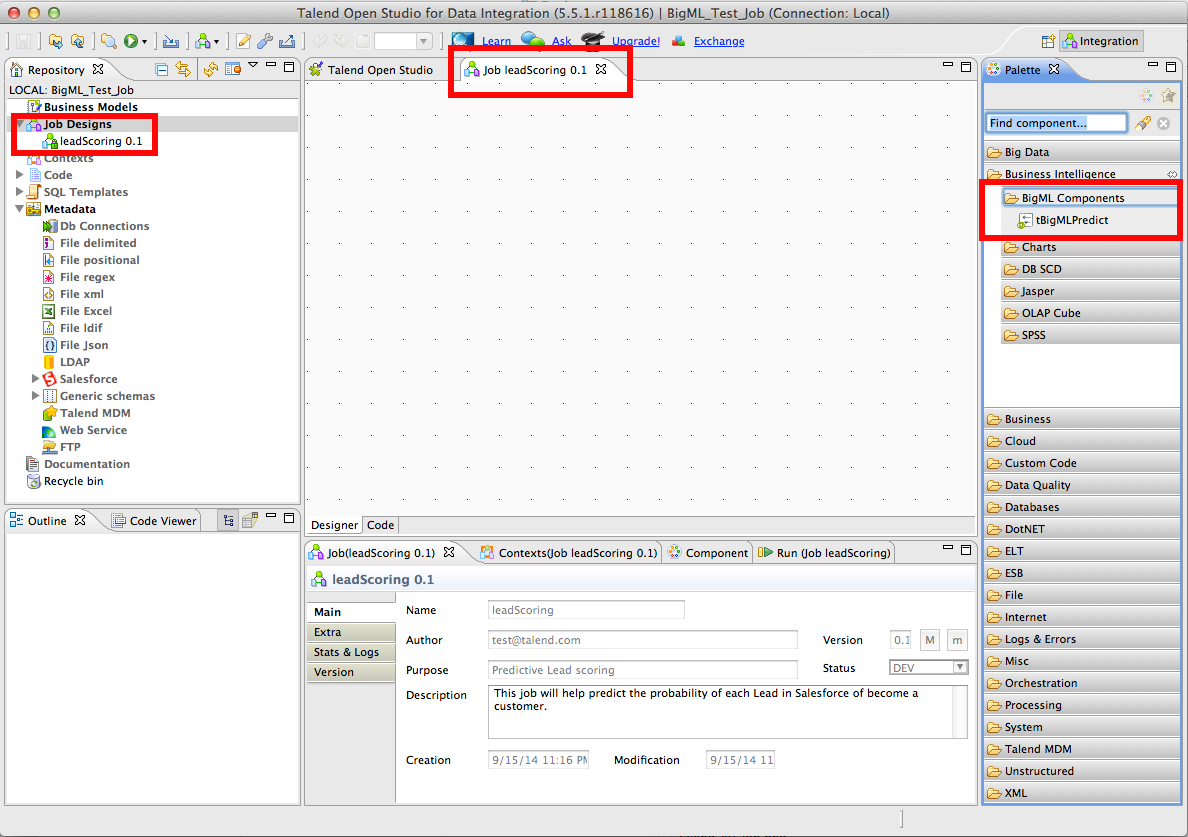 Talend Open Studio for Data Integration (5.5.1.r118616) | BigML_Test_Job (Connection: Local)
Learn Ask Upgrade! Exchange Integration
Repository
LOCAL: BigML_Test_Job
Business Models
Job Designs
leadScoring 0.1
Contexts
Code
SQL Templates
Metadata
Db Connections
File delimited
File positional
File regex
File xml
File Excel
File ldif
File Json
LDAP
Salesforce
Generic schemas
Talend MDM
Web Service
FTP
Documentation
Recycle bin
Outline Code Viewer
Talend Open Studio Job leadScoring 0.1
Designer Code
Job(leadScoring 0.1) Contexts(Job leadScoring 0.1) Component Run (Job leadScoring)
leadScoring 0.1
Main
Extra
Stats & Logs
Version
Name leadScoring
Author test@talend.com Version 0.1 M m
Purpose Predictive Lead scoring Status DEV
Description This job will help predict the probability of each Lead in Salesforce of become a
customer.
Creation 9/15/14 11:16 PM Modification 9/15/14 11
Palette
Find component...
Big Data
Business Intelligence
BigML Components
tBigMLPredict
Charts
DB SCD
Jasper
OLAP Cube
SPSS
Business
Cloud
Custom Code
Data Quality
Databases
DotNET
ELT
ESB
File
Internet
Logs & Errors
Misc
Orchestration
Processing
System
Talend MDM
Unstructured
XML